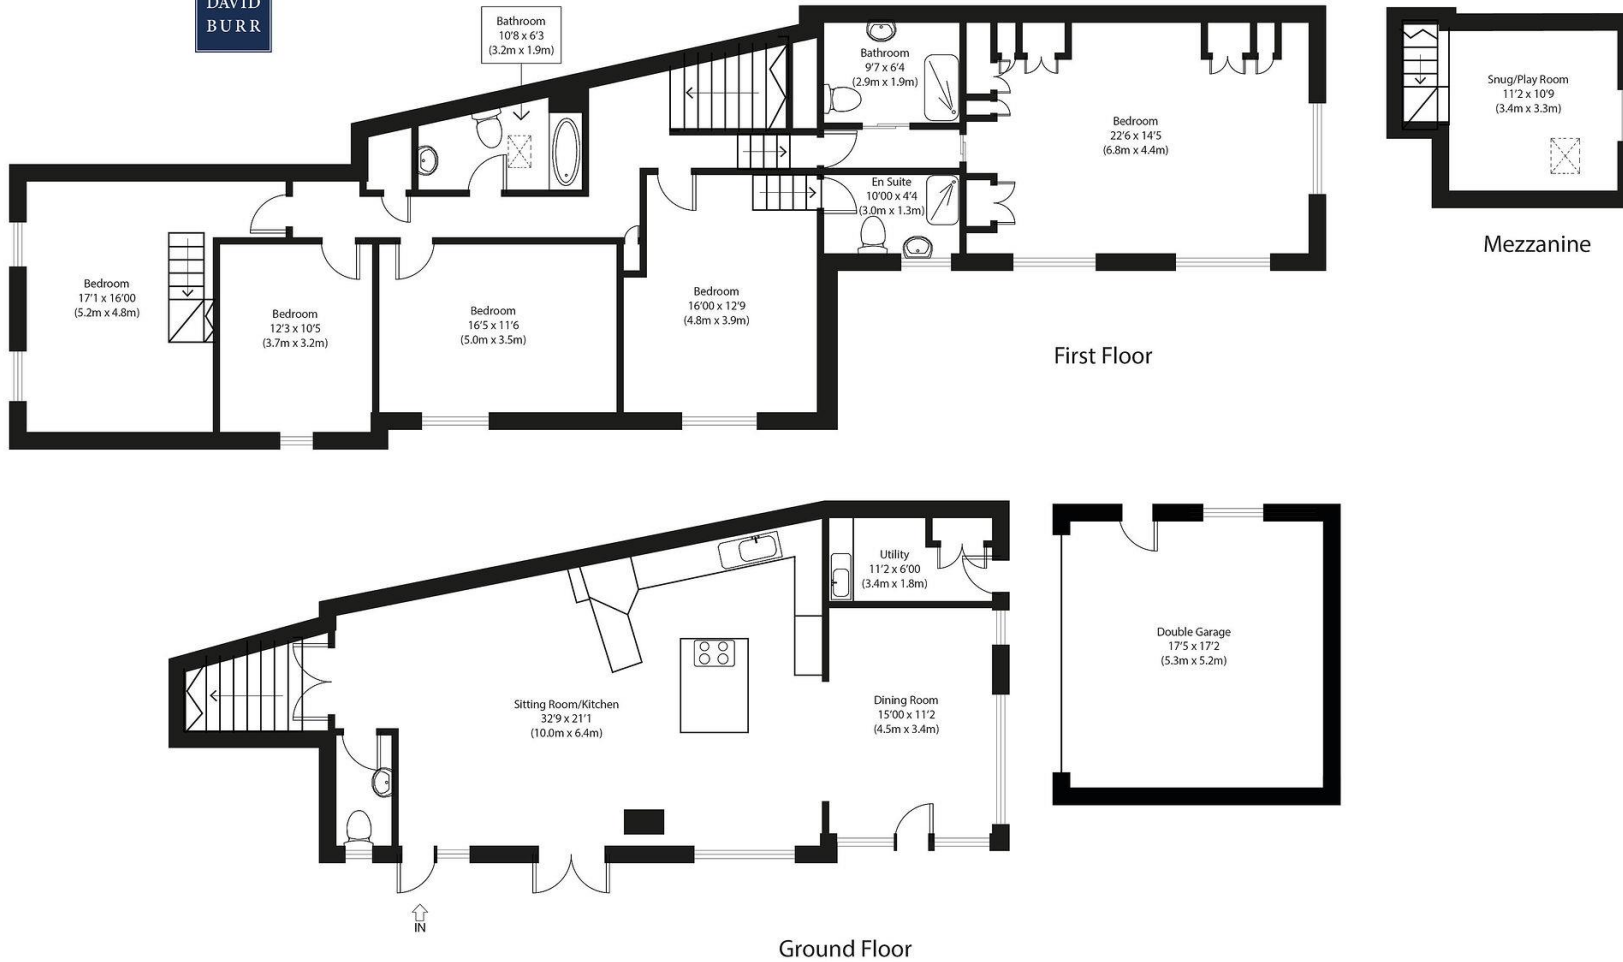 DAVID
BURR
Bathroom
10'8 x 6'3
(3.2m x 1.9m)
Bathroom
9'7 x 6'4
(2.9m x 1.9m)
Bedroom
22'6 x 14'5
(6.8m x 4.4m)
Snug/Play Room
11'2 x 10'9
(3.4m x 3.3m)
En Suite
10'00 x 4'4
(3.0m x 1.3m)
Mezzanine
Bedroom
17'1 x 16'00
(5.2m x 4.8m)
Bedroom
12'3 x 10'5
(3.7m x 3.2m)
Bedroom
16'5 x 11'6
(5.0m x 3.5m)
Bedroom
16'00 x 12'9
(4.8m x 3.9m)
First Floor
Utility
11'2 x 6'00
(3.4m x 1.8m)
Double Garage
17'5 x 17'2
(5.3m x 5.2m)
Sitting Room/Kitchen
32'9 x 21'1
(10.0m x 6.4m)
Dining Room
15'00 x 11'2
(4.5m x 3.4m)
IN
Ground Floor